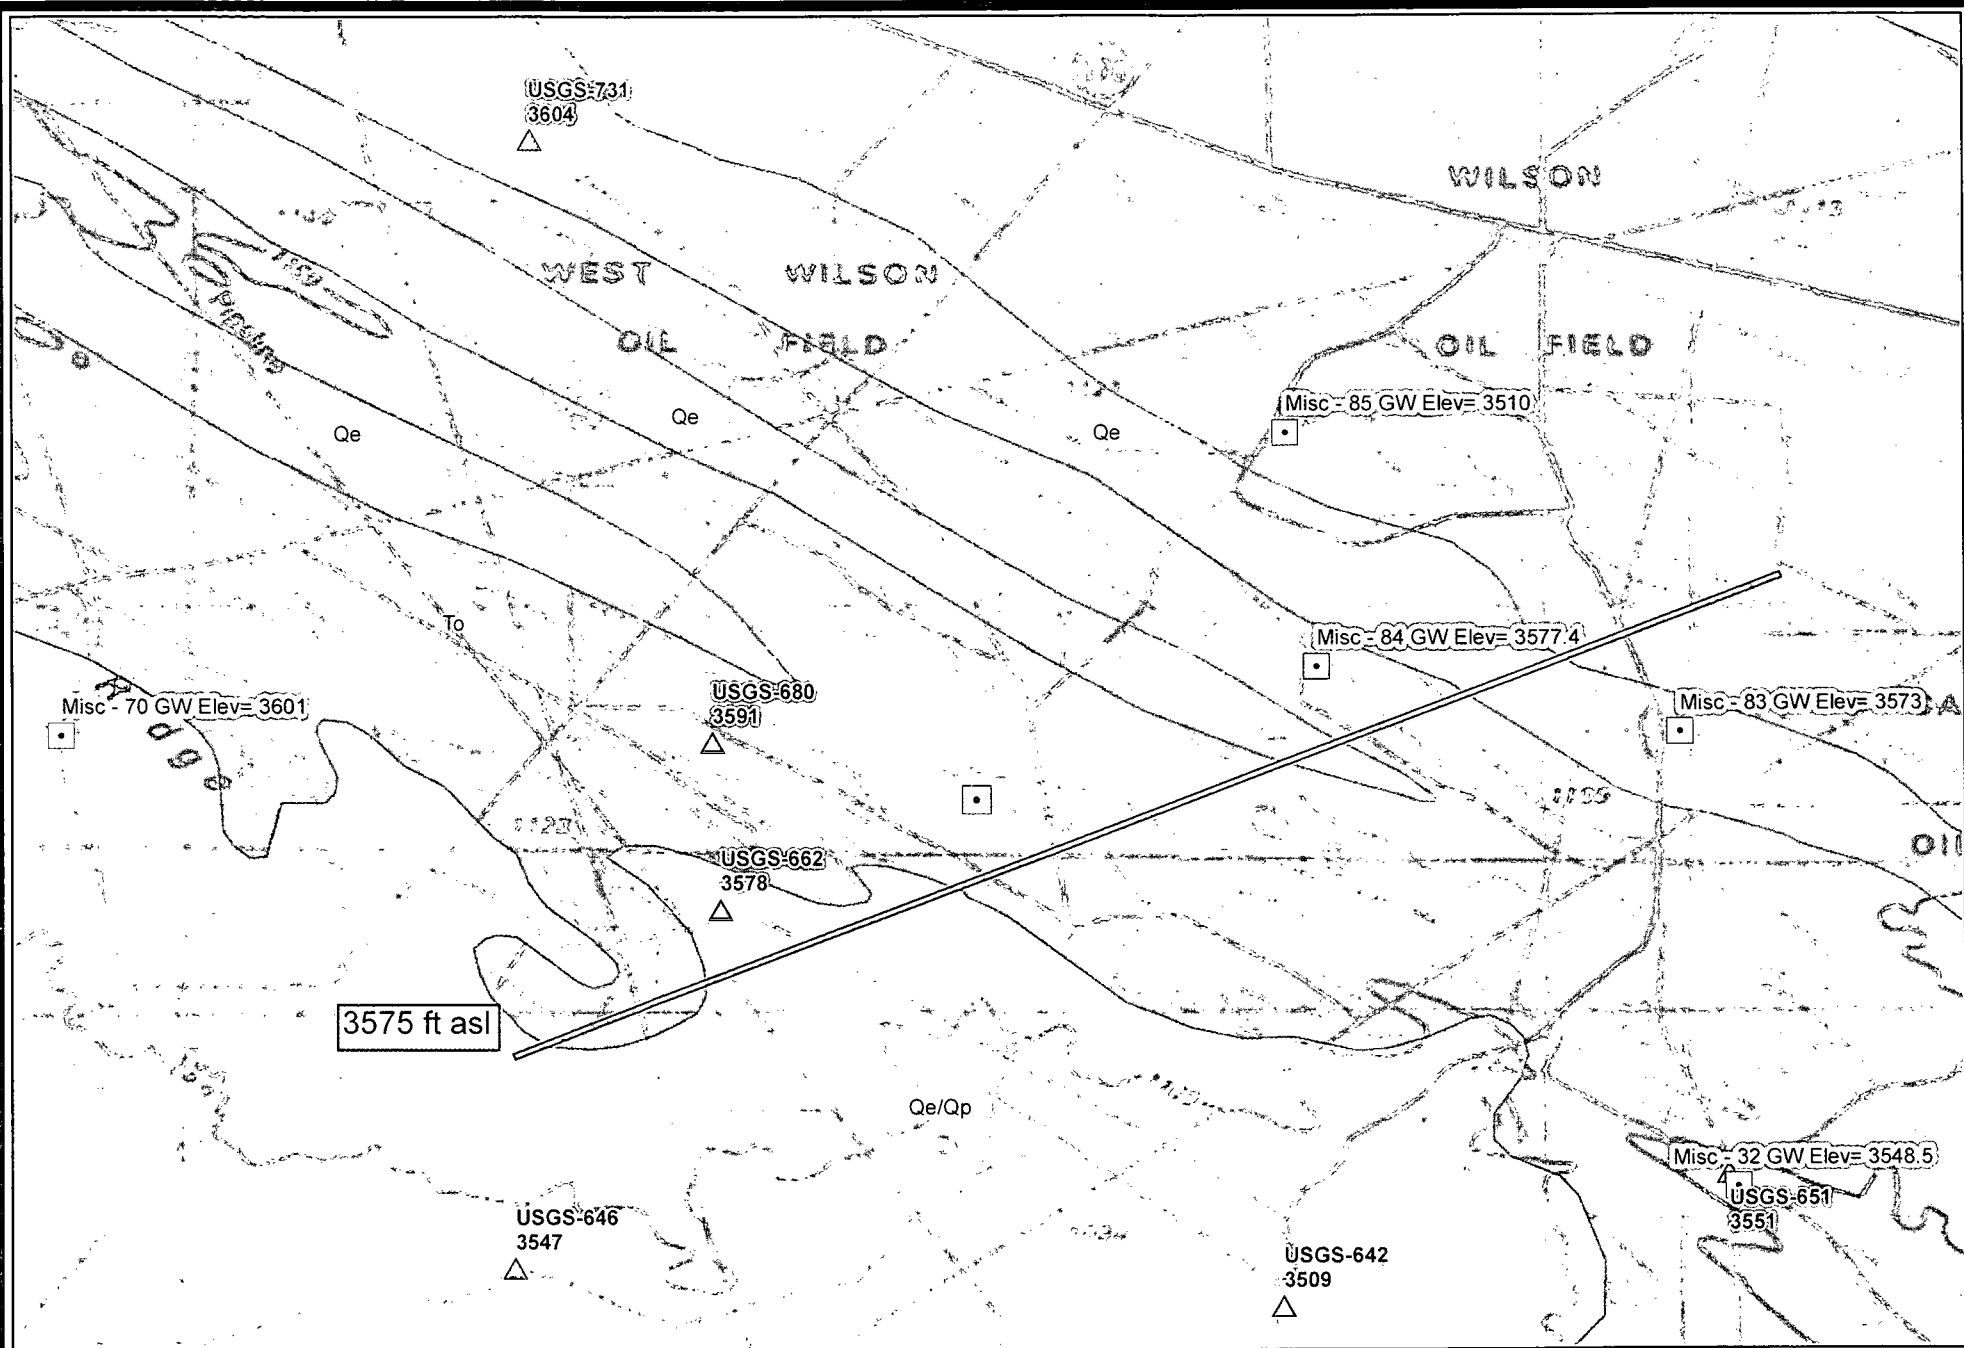 USGS-731
3604
WILSON
WEST WILSON
OIL FIELD
OIL FIELD
Pipeline
Misc - 85 GW Elev= 3510
Qe
Qe
Qe
To
Misc - 84 GW Elev= 3577.4
USGS-680
3591
Misc - 70 GW Elev= 3601
Ridge
Misc - 83 GW Elev= 3573
OIL
USGS-662
3578
3575 ft asl
Qe/Qp
Misc - 32 GW Elev= 3548.5
USGS-651
3551
USGS-646
3547
USGS-642
3509